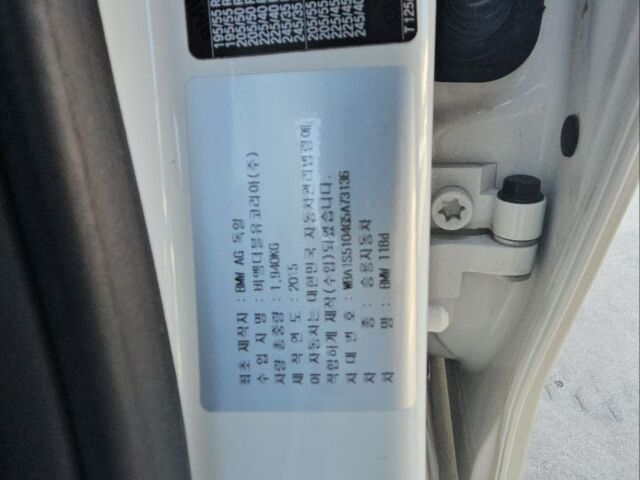 최초 제작자 : BMW AG 독일
수 입 사 명 : 비엠더블유코리아(주)
차량 총중량 : 1,940KG
제 작 연 도 : 2015
이 자동차는 대한민국 자동차관리법령에
적합하게 제작(수입)되었습니다.
차 대 번 호 : WBA1S5104G5A73136
차 종 : 승용자동차
차 명 : BMW 118d